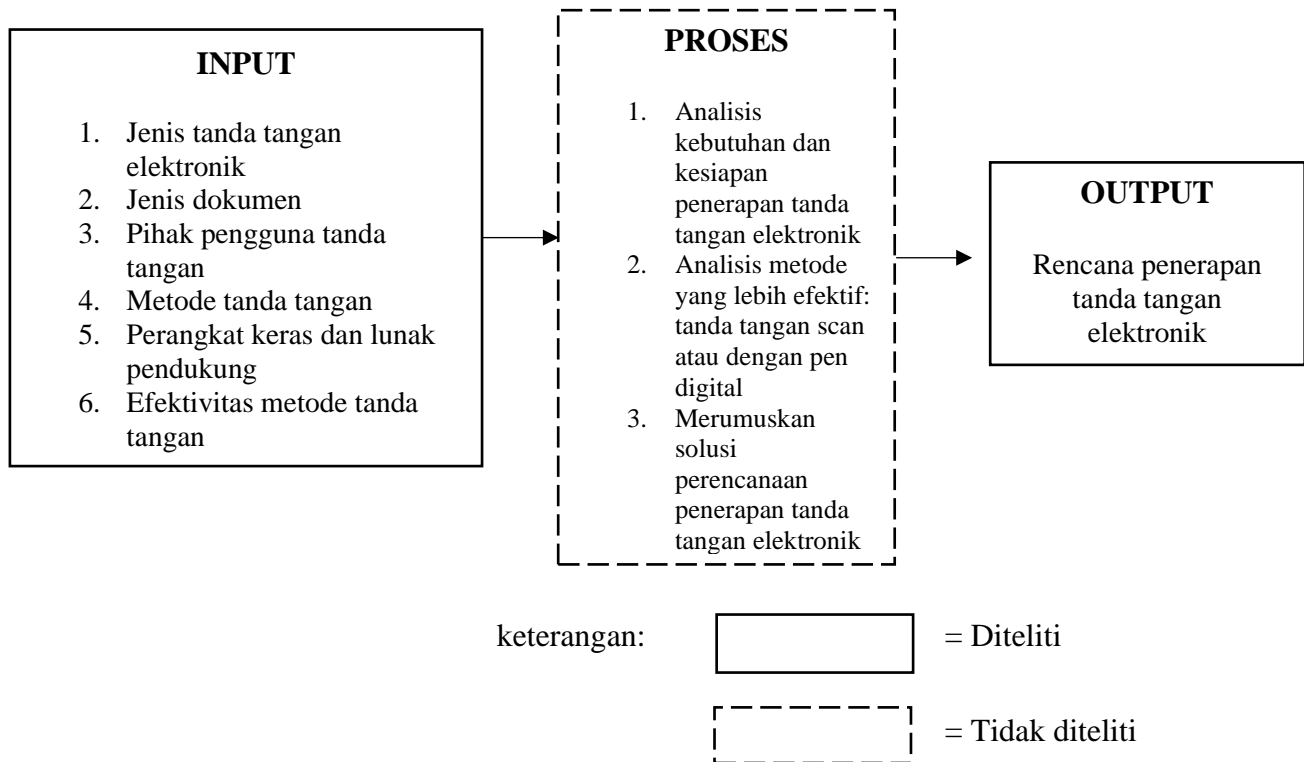 INPUT
1. Jenis tanda tangan
elektronik
2. Jenis dokumen
3. Pihak pengguna tanda
tangan
4. Metode tanda tangan
5. Perangkat keras dan lunak
pendukung
6. Efektivitas metode tanda
tangan
PROSES
1. Analisis
kebutuhan dan
kesiapan
penerapan tanda
tangan elektronik
2. Analisis metode
yang lebih efektif:
tanda tangan scan
atau dengan pen
digital
3. Merumuskan
solusi
perencanaan
penerapan tanda
tangan elektronik
OUTPUT
Rencana penerapan
tanda tangan
elektronik
keterangan:
= Diteliti
= Tidak diteliti